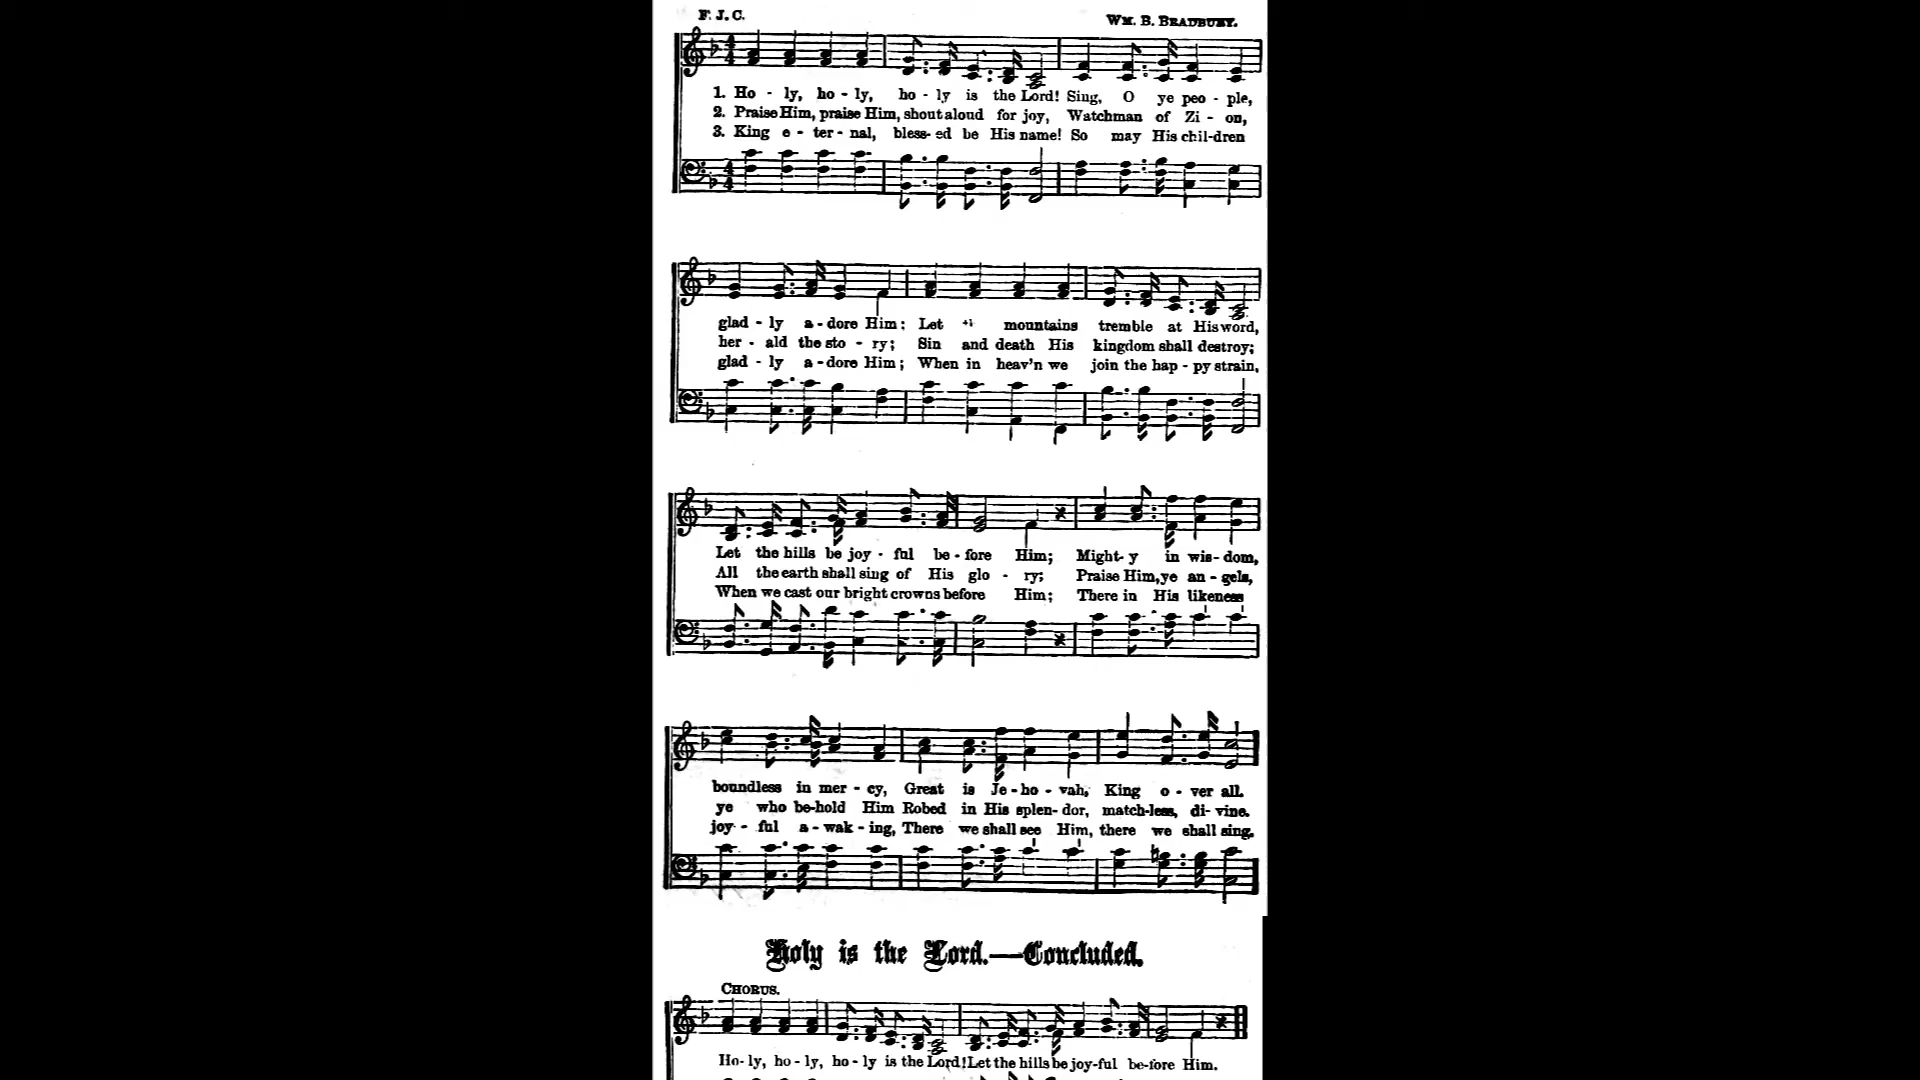 F. J. C.
WM. B. BRADBURY.
1. Ho - ly, ho - ly, ho - ly is the Lord! Sing, O ye peo - ple,
2. Praise Him, praise Him, shout aloud for joy, Watchman of Zi - on,
3. King e - ter - nal, bless- ed be His name! So may His chil-dren
glad - ly a - dore Him: Let mountains tremble at His word,
her - ald the sto - ry; Sin and death His kingdom shall destroy;
glad - ly a - dore Him; When in heav'n we join the hap - py strain,
Let the hills be joy - ful be - fore Him; Might- y in wis- dom,
All the earth shall sing of His glo - ry; Praise Him, ye an - gels,
When we cast our bright crowns before Him; There in His likeness
boundless in mer - cy, Great is Je - ho - vah, King o - ver all.
ye who be-hold Him Robed in His splen- dor, match-less, di- vine.
joy - ful a - wak - ing, There we shall see Him, there we shall sing.
Holy is the Lord.—Concluded.
CHORUS.
Ho- ly, ho - ly, ho - ly is the Lord! Let the hills be joy-ful be-fore Him.